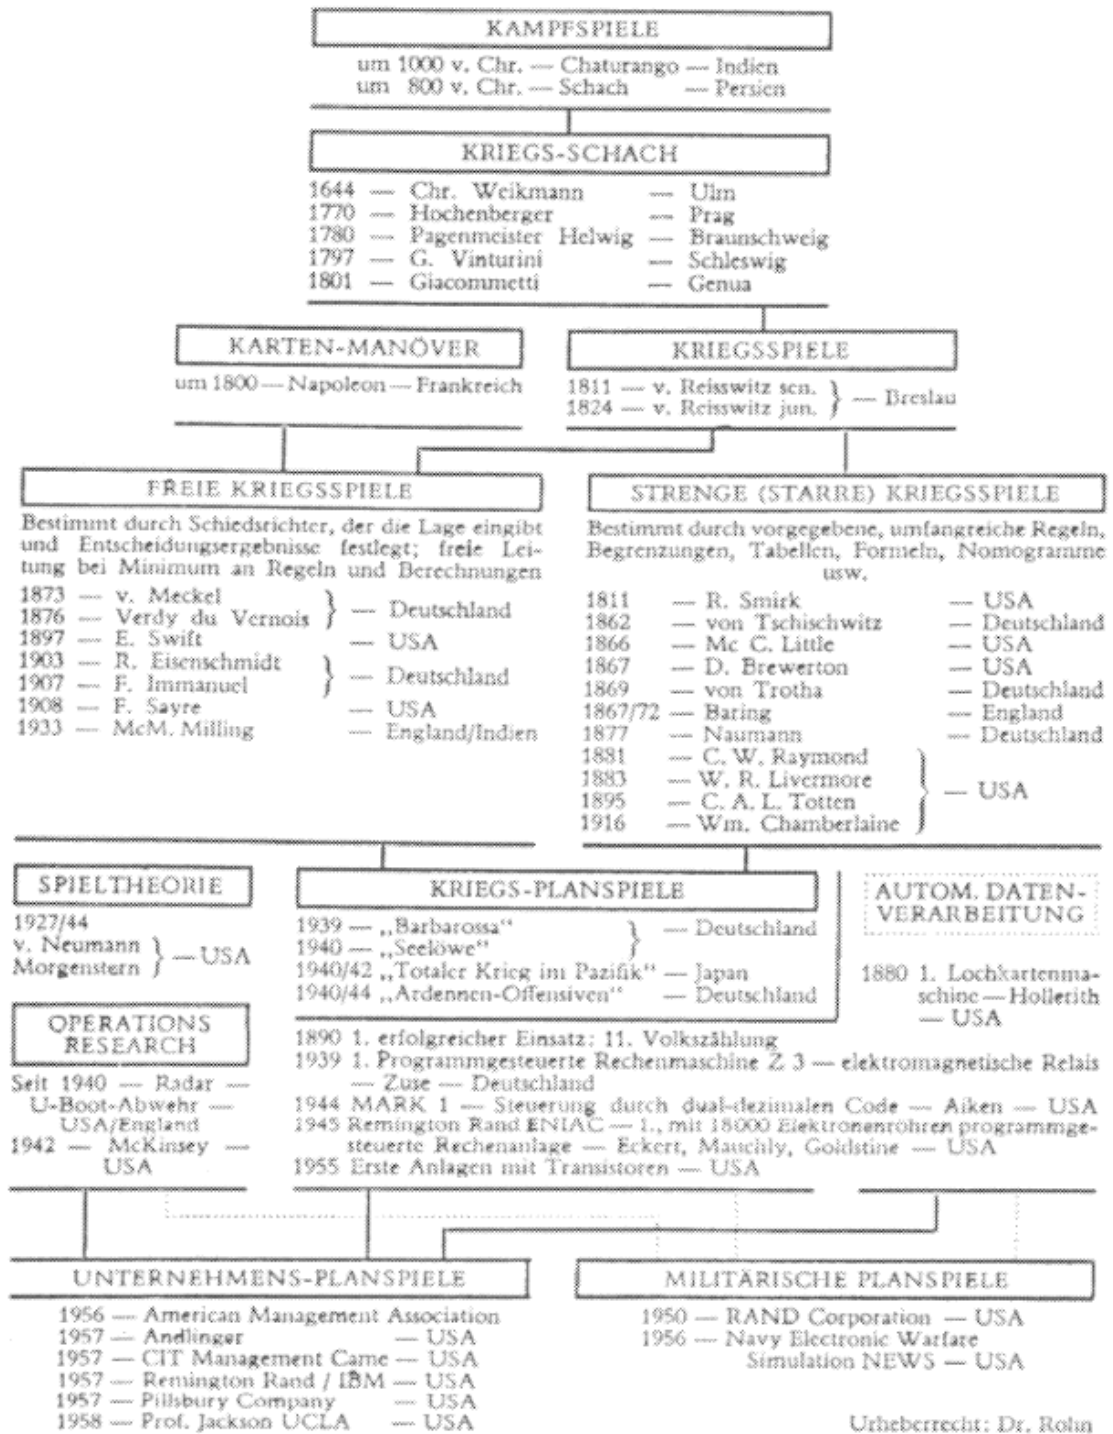 KAMPFSPIELE
um 1000 v. Chr. — Chaturango — Indien
um 800 v. Chr. — Schach — Persien
KRIEGS-SCHACH
1644 — Chr. Weikmann — Ulm
1770 — Hochenberger — Prag
1780 — Pagenmeister Helwig — Braunschweig
1797 — G. Vinturini — Schleswig
1801 — Giacommetti — Genua
KARTEN-MANÖVER
um 1800 — Napoleon — Frankreich
KRIEGSSPIELE
1811 — v. Reisswitz sen.
1824 — v. Reisswitz jun. } — Breslau
FREIE KRIEGSSPIELE
Bestimmt durch Schiedsrichter, der die Lage eingibt
und Entscheidungsergebnisse festlegt; freie Lei-
tung bei Minimum an Regeln und Berechnungen
1873 — v. Meckel
1876 — Verdy du Vernois } — Deutschland
1897 — E. Swift — USA
1903 — R. Eisenschmidt
1907 — F. Immanuel } — Deutschland
1908 — F. Sayre — USA
1933 — McM. Milling — England/Indien
STRENGE (STARRE) KRIEGSSPIELE
Bestimmt durch vorgegebene, umfangreiche Regeln,
Begrenzungen, Tabellen, Formeln, Nomogramme
usw.
1811 — R. Smirk — USA
1862 — von Tschischwitz — Deutschland
1866 — Mc C. Little — USA
1867 — D. Brewerton — USA
1869 — von Trotha — Deutschland
1867/72 — Baring — England
1877 — Naumann — Deutschland
1881 — C. W. Raymond
1883 — W. R. Livermore
1895 — C. A. L. Totten
1916 — Wm. Chamberlaine } — USA
SPIELTHEORIE
1927/44
v. Neumann
Morgenstern } — USA
OPERATIONS
RESEARCH
Seit 1940 — Radar —
U-Boot-Abwehr —
USA/England
1942 — McKinsey —
USA
KRIEGS-PLANSPIELE
1939 — „Barbarossa“
1940 — „Seelöwe“ } — Deutschland
1940/42 „Totaler Krieg im Pazifik“ — Japan
1940/44 „Ardennen-Offensiven“ — Deutschland
AUTOM. DATEN-
VERARBEITUNG
1880 1. Lochkartenma-
schine — Hollerith
— USA
1890 1. erfolgreicher Einsatz: 11. Volkszählung
1939 1. Programmgesteuerte Rechenmaschine Z 3 — elektromagnetische Relais
— Zuse — Deutschland
1944 MARK 1 — Steuerung durch dual-dezimalen Code — Aiken — USA
1945 Remington Rand ENIAC — 1., mit 18000 Elektronenröhren programmge-
steuerte Rechenanlage — Eckert, Mauchly, Goldstine — USA
1955 Erste Anlagen mit Transistoren — USA
UNTERNEHMENS-PLANSPIELE
1956 — American Management Association
1957 — Andlinger — USA
1957 — CIT Management Came — USA
1957 — Remington Rand / IBM — USA
1957 — Pillsbury Company — USA
1958 — Prof. Jackson UCLA — USA
MILITÄRISCHE PLANSPIELE
1950 — RAND Corporation — USA
1956 — Navy Electronic Warfare
Simulation NEWS — USA
Urheberrecht: Dr. Rohn